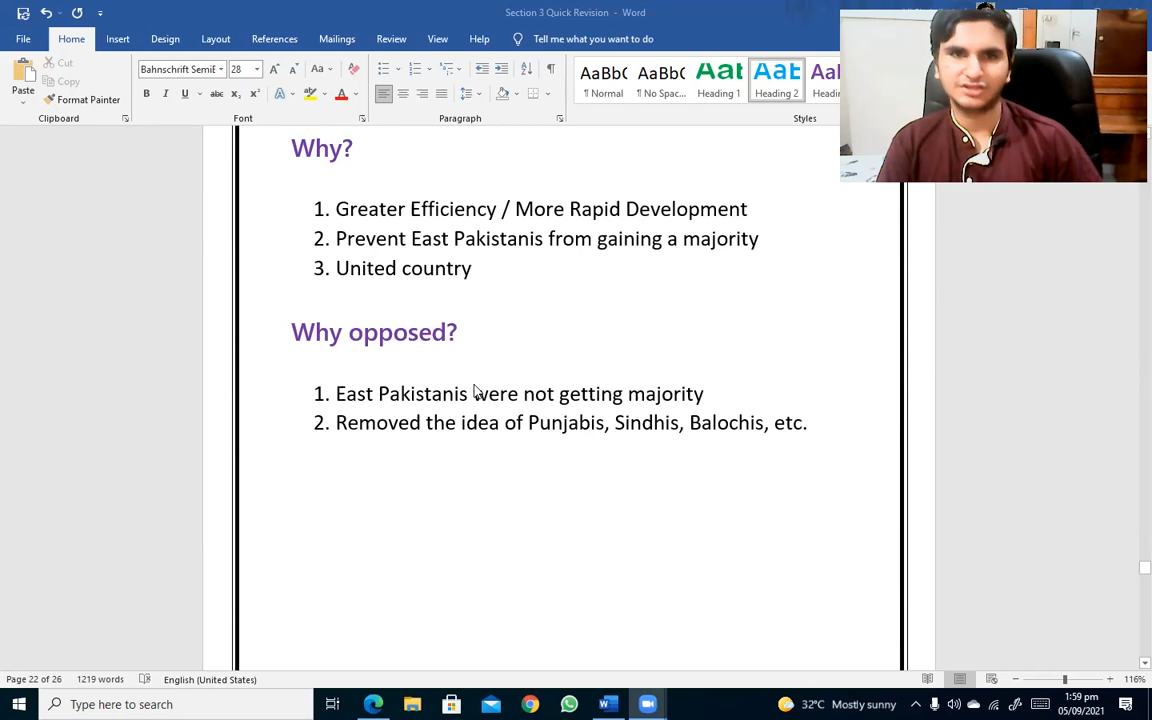 Section 3 Quick Revision - Word
File Home Insert Design Layout References Mailings Review View Help Tell me what you want to do
Paste
Cut
Copy
Format Painter
Clipboard
Bahnschrift SemiE 28 Aa
B I U abc x₂ x² A A
Font
Paragraph
AaBbC AaBbC AaB AaB
¶ Normal ¶ No Spac... Heading 1 Heading 2
Styles
Why?
1. Greater Efficiency / More Rapid Development
2. Prevent East Pakistanis from gaining a majority
3. United country
Why opposed?
1. East Pakistanis were not getting majority
2. Removed the idea of Punjabis, Sindhis, Balochis, etc.
Page 22 of 26 1219 words English (United States) 116%
Type here to search
32°C Mostly sunny
1:59 pm
05/09/2021